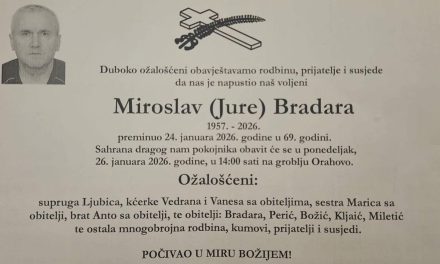 Duboko ožalošćeni obavještavamo rodbinu, prijatelje i susjede
da nas je napustio naš voljeni
Miroslav (Jure) Bradara
1957. - 2026.
preminuo 24. januara 2026. godine u 69. godini.
Sahrana dragog nam pokojnika obavit će se u ponedeljak,
26. januara 2026. godine, u 14:00 sati na groblju Orahovo.
Ožalošćeni:
supruga Ljubica, kćerke Vedrana i Vanesa sa obiteljima, sestra Marica sa
obitelji, brat Anto sa obitelji, te obitelji: Bradara, Perić, Božić, Kljaić, Miletić
te ostala mnogobrojna rodbina, kumovi, prijatelji i susjedi.
POČIVAO U MIRU BOŽIJEM!